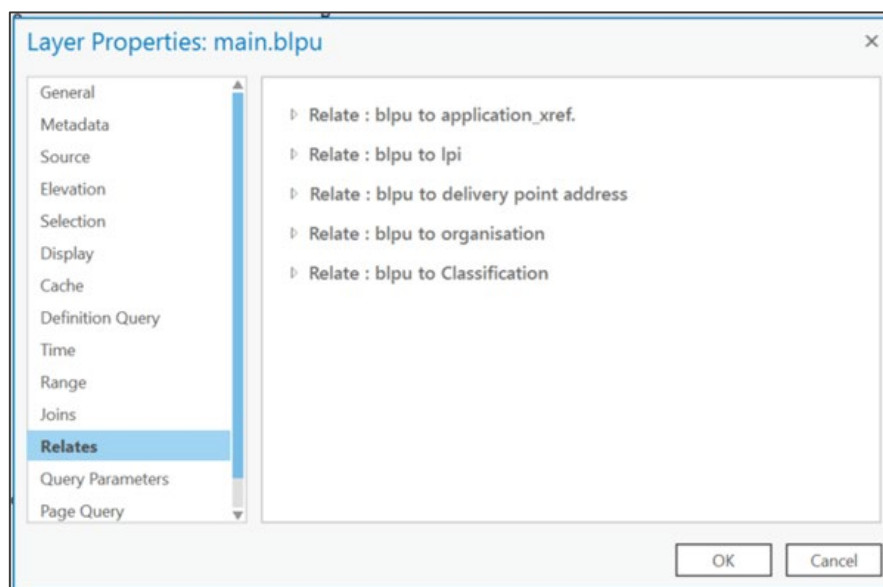 Layer Properties: main.blpu
General
Metadata
Source
Elevation
Selection
Display
Cache
Definition Query
Time
Range
Joins
Relates
Query Parameters
Page Query
Relate : blpu to application_xref.
Relate : blpu to lpi
Relate : blpu to delivery point address
Relate : blpu to organisation
Relate : blpu to Classification
OK
Cancel